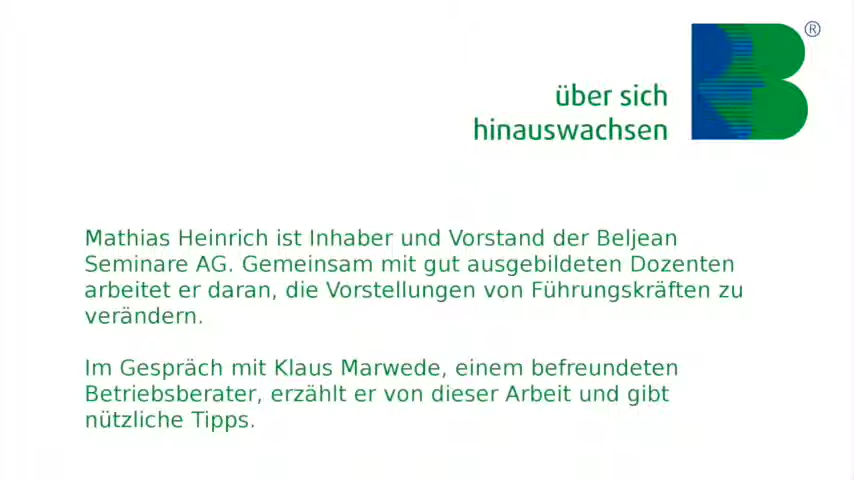 über sich
hinauswachsen
B®
Mathias Heinrich ist Inhaber und Vorstand der Beljean
Seminare AG. Gemeinsam mit gut ausgebildeten Dozenten
arbeitet er daran, die Vorstellungen von Führungskräften zu
verändern.
Im Gespräch mit Klaus Marwede, einem befreundeten
Betriebsberater, erzählt er von dieser Arbeit und gibt
nützliche Tipps.